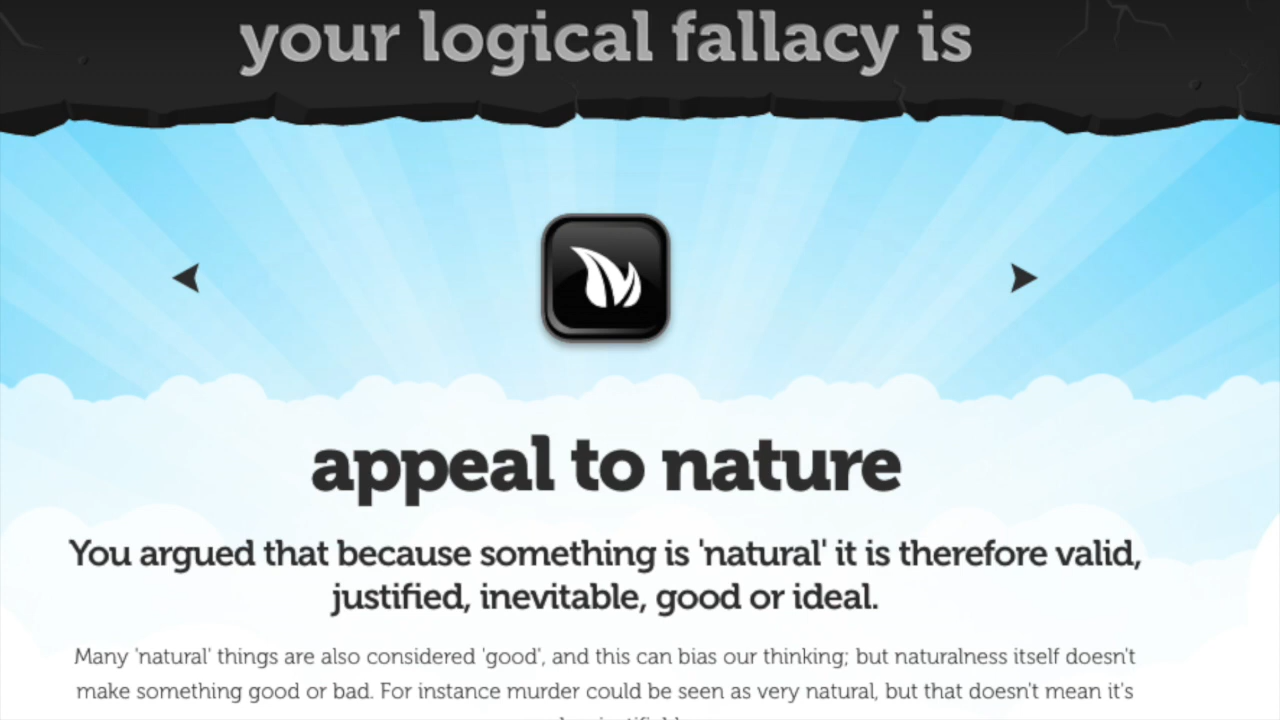 your logical fallacy is
appeal to nature
You argued that because something is 'natural' it is therefore valid,
justified, inevitable, good or ideal.
Many 'natural' things are also considered 'good', and this can bias our thinking; but naturalness itself doesn't
make something good or bad. For instance murder could be seen as very natural, but that doesn't mean it's